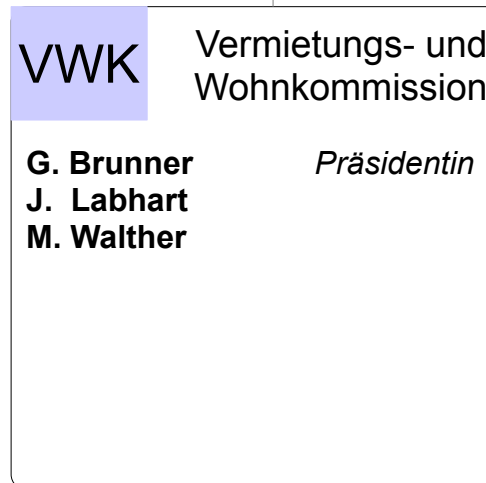 VWK
Vermietungs- und
Wohnkommission
G. Brunner Präsidentin
J. Labhart
M. Walther